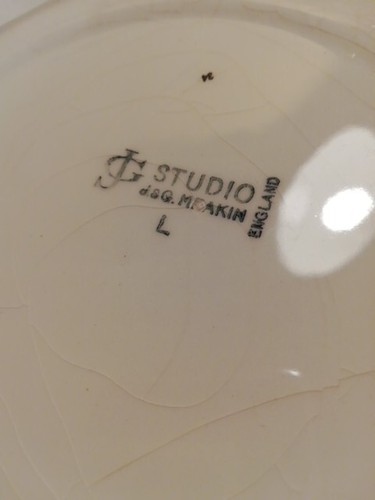 JG STUDIO
J & G. MEAKIN
ENGLAND
L